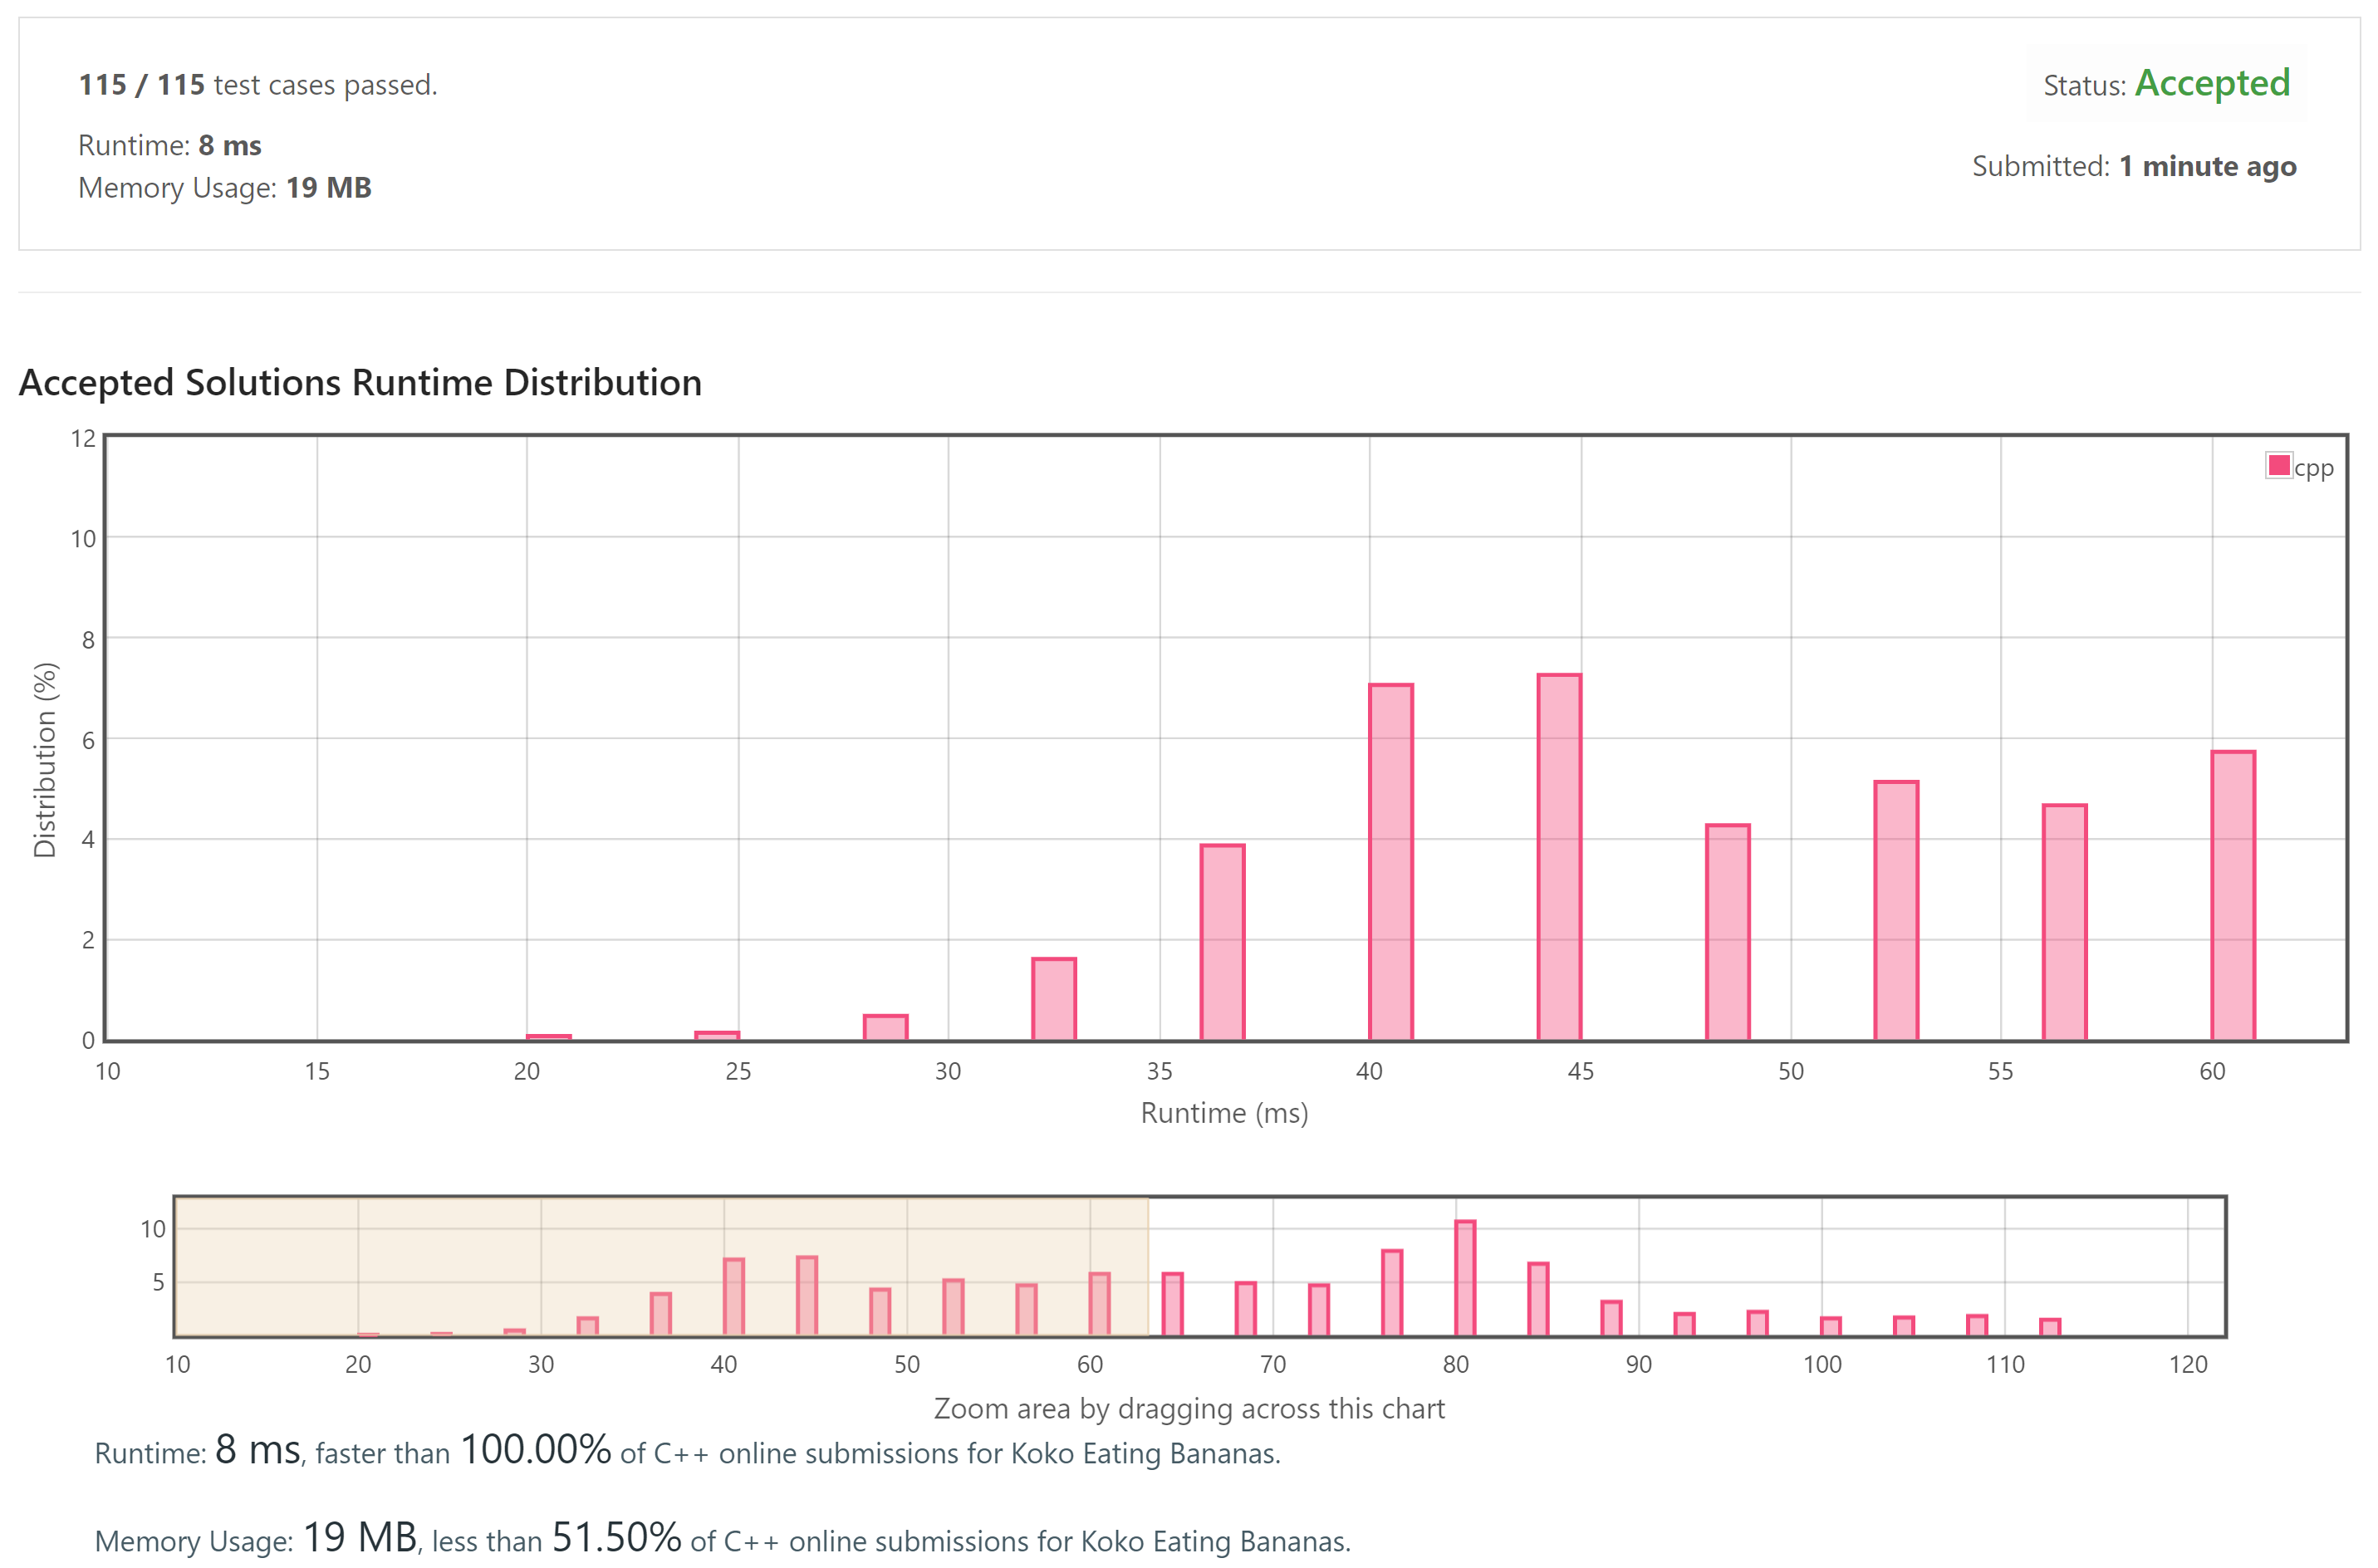 115 / 115 test cases passed.
Status: Accepted
Runtime: 8 ms
Submitted: 1 minute ago
Memory Usage: 19 MB
Accepted Solutions Runtime Distribution
cpp
Distribution (%)
12
10
8
6
4
2
0
10 15 20 25 30 35 40 45 50 55 60
Runtime (ms)
10
5
10 20 30 40 50 60 70 80 90 100 110 120
Zoom area by dragging across this chart
Runtime: 8 ms, faster than 100.00% of C++ online submissions for Koko Eating Bananas.
Memory Usage: 19 MB, less than 51.50% of C++ online submissions for Koko Eating Bananas.